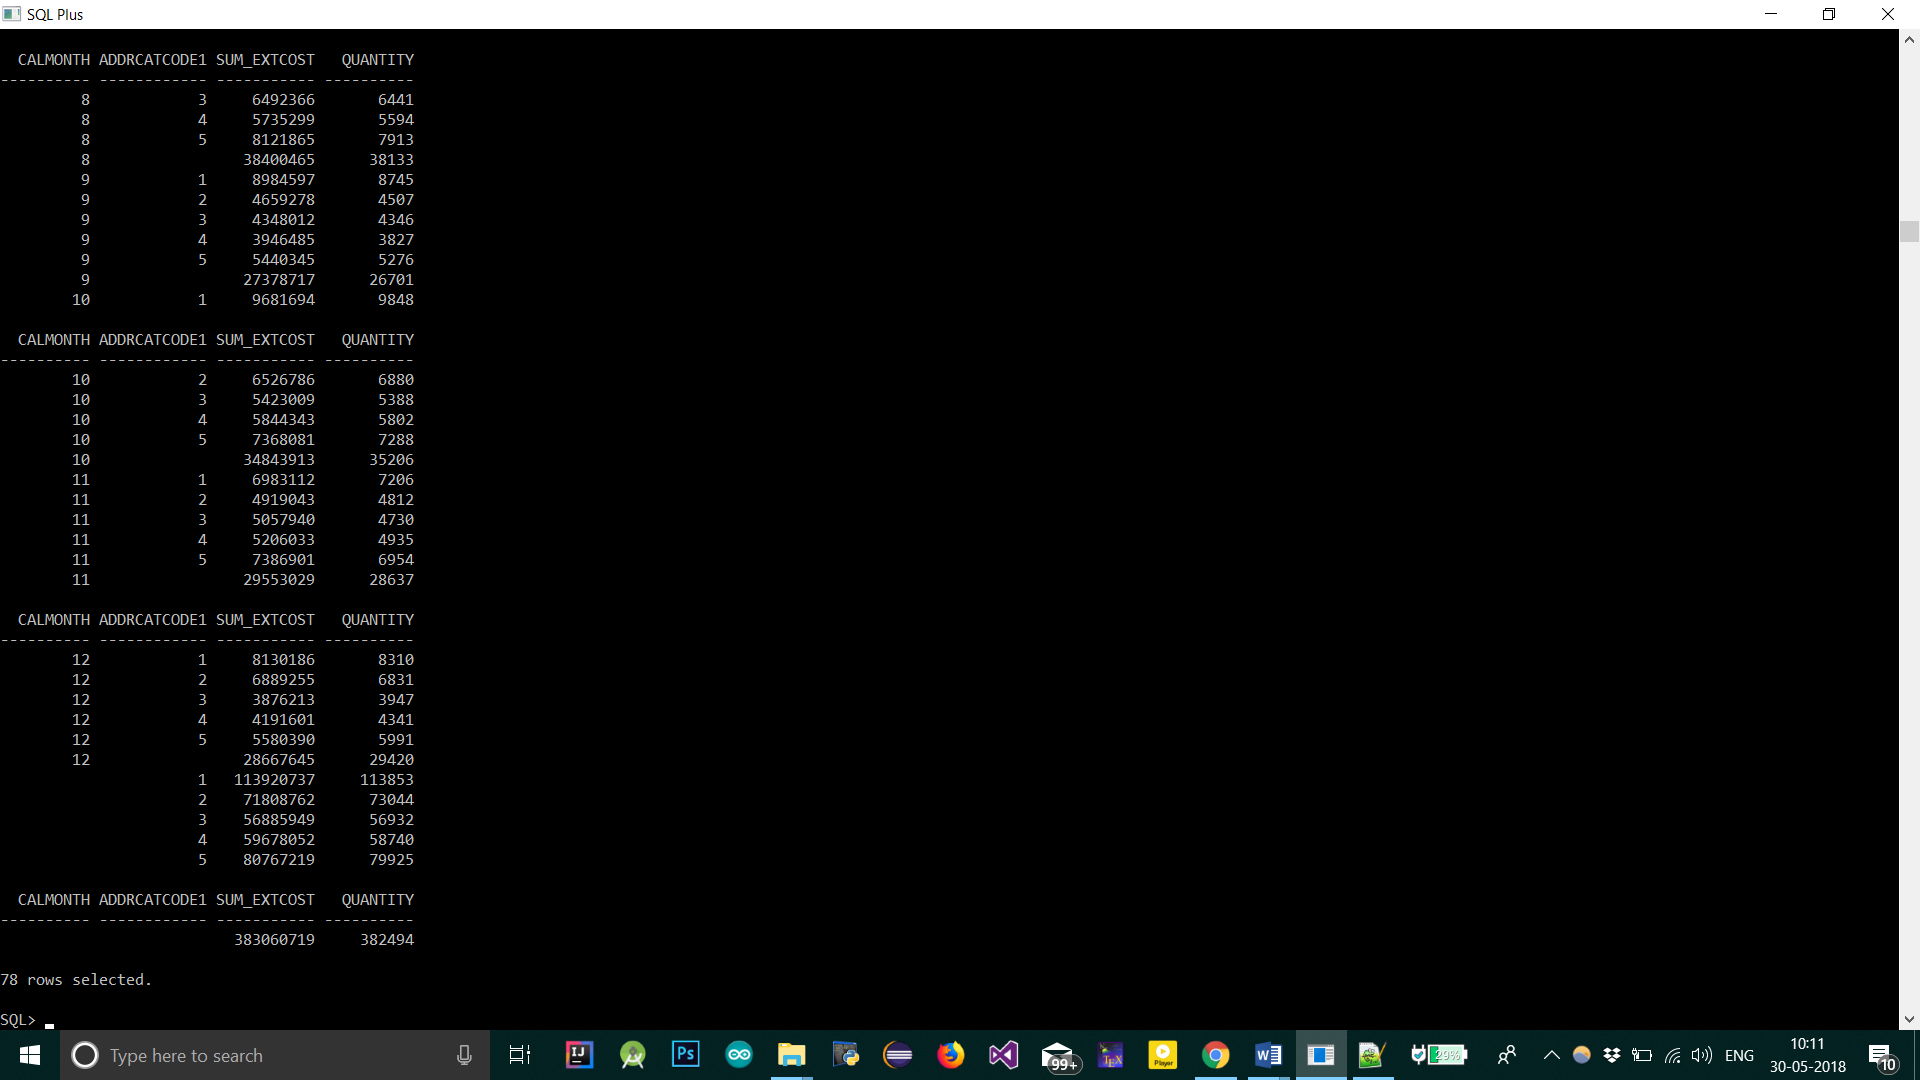 SQL Plus
CALMONTH ADDRCATCODE1 SUM_EXTCOST QUANTITY
---------- ------------ ----------- ----------
8 3 6492366 6441
8 4 5735299 5594
8 5 8121865 7913
8 38400465 38133
9 1 8984597 8745
9 2 4659278 4507
9 3 4348012 4346
9 4 3946485 3827
9 5 5440345 5276
9 27378717 26701
10 1 9681694 9848
CALMONTH ADDRCATCODE1 SUM_EXTCOST QUANTITY
---------- ------------ ----------- ----------
10 2 6526786 6880
10 3 5423009 5388
10 4 5844343 5802
10 5 7368081 7288
10 34843913 35206
11 1 6983112 7206
11 2 4919043 4812
11 3 5057940 4730
11 4 5206033 4935
11 5 7386901 6954
11 29553029 28637
CALMONTH ADDRCATCODE1 SUM_EXTCOST QUANTITY
---------- ------------ ----------- ----------
12 1 8130186 8310
12 2 6889255 6831
12 3 3876213 3947
12 4 4191601 4341
12 5 5580390 5991
12 28667645 29420
1 113920737 113853
2 71808762 73044
3 56885949 56932
4 59678052 58740
5 80767219 79925
CALMONTH ADDRCATCODE1 SUM_EXTCOST QUANTITY
---------- ------------ ----------- ----------
383060719 382494
78 rows selected.
SQL>
Type here to search
IJ
Ps
99+
TEX
Player
29%
ENG
10:11
30-05-2018
10